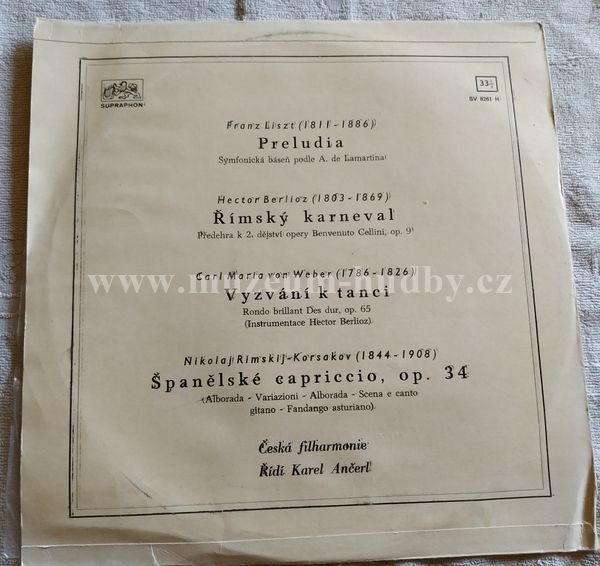 SUPRAPHON
33 1/3
SV 8261 H
Franz Liszt (1811-1886)
Preludia
Symfonická báseň podle A. de Lamartina
Hector Berlioz (1803-1869)
Římský karneval
Předehra k 2. dějství opery Benvenuto Cellini, op. 9
www.muzeum-hudby.cz
Carl Maria von Weber (1786-1826)
Vyzvání k tanci
Rondo brillant Des dur, op. 65
(Instrumentace Hector Berlioz)
Nikolaj Rimskij-Korsakov (1844-1908)
Španělské capriccio, op. 34
(Alborada - Variazioni - Alborada - Scena e canto
gitano - Fandango asturiano)
Česká filharmonie
Řídí Karel Ančerl